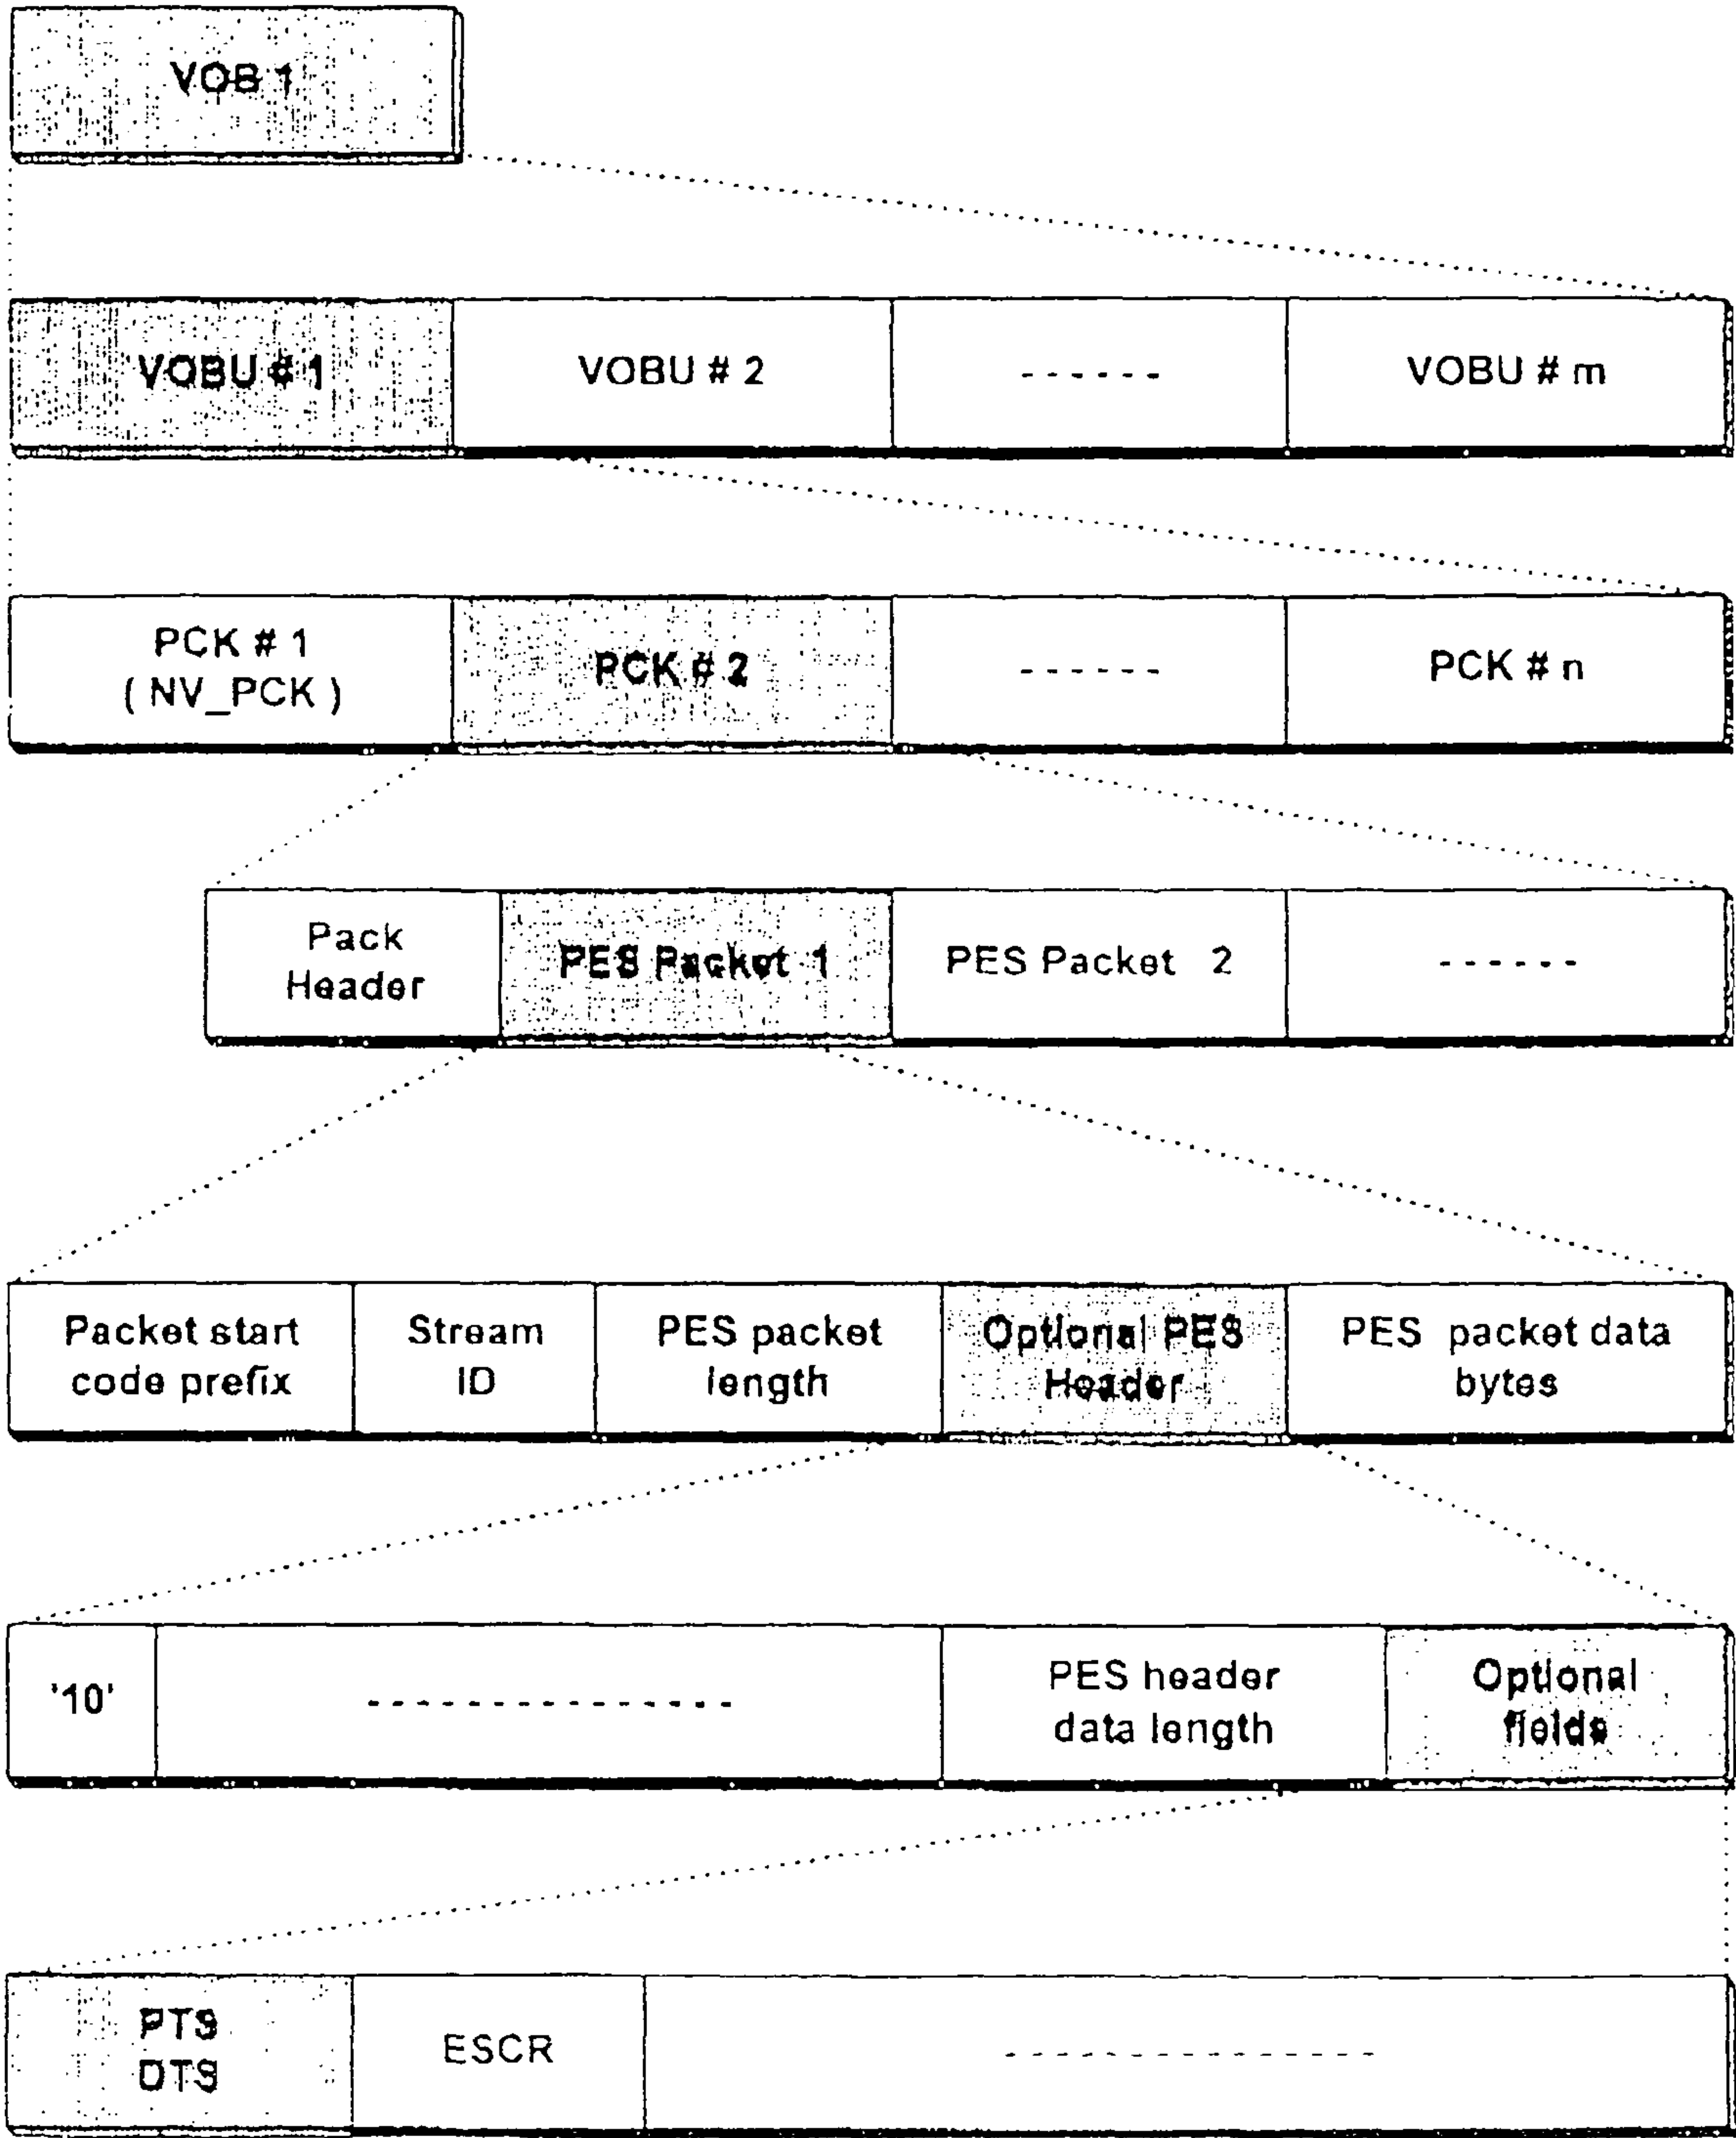 VOB 1
VOBU # 1
VOBU # 2
------
VOBU # m
PCK # 1
( NV_PCK )
PCK # 2
------
PCK # n
Pack
Header
PES Packet 1
PES Packet 2
------
Packet start
code prefix
Stream
ID
PES packet
length
Optional PES
Header
PES packet data
bytes
'10'
---------------
PES header
data length
Optional
fields
PTS
DTS
ESCR
---------------